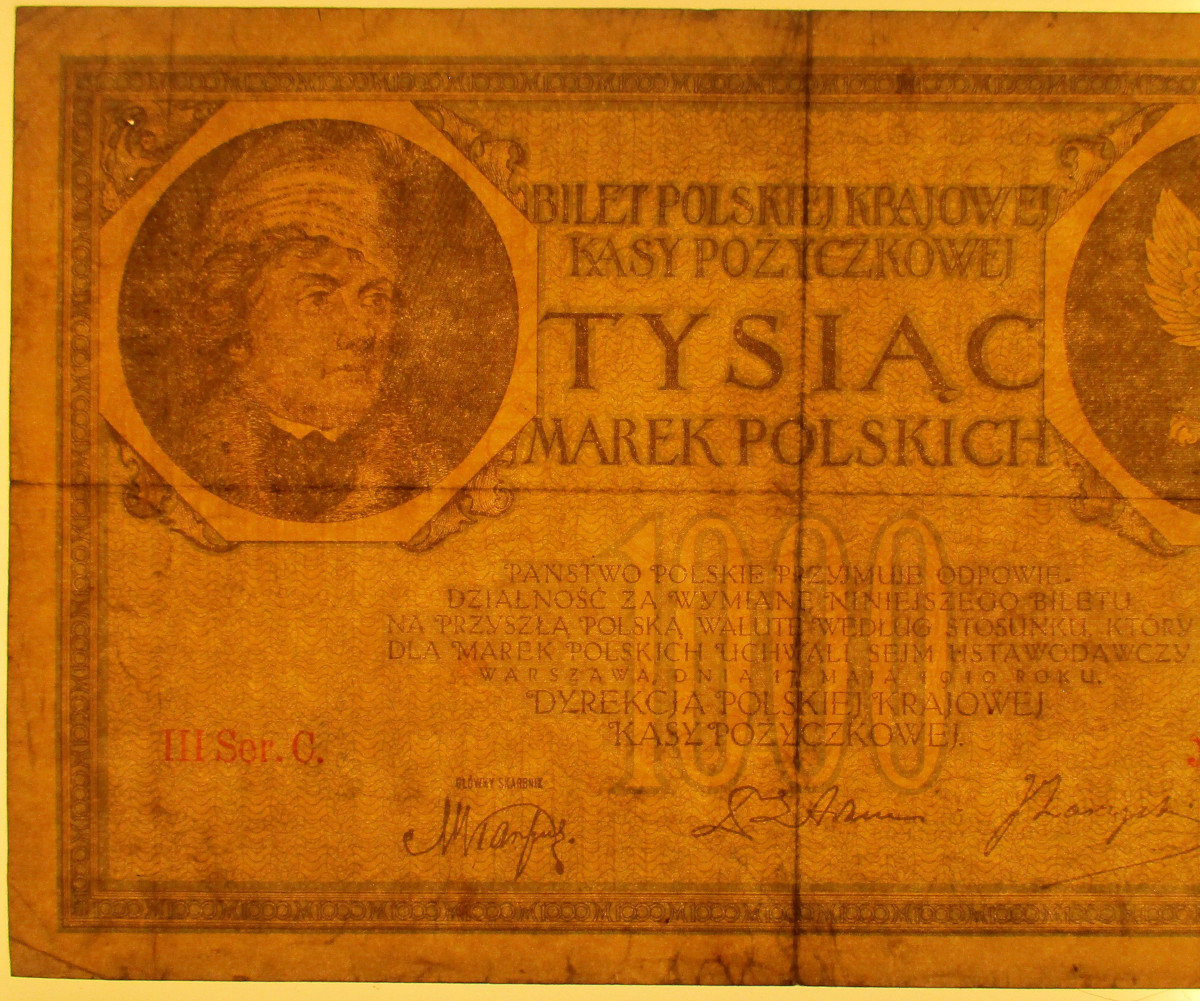 BILET POLSKIEJ KRAJOWEJ
KASY POŻYCZKOWEJ
TYSIĄC
MAREK POLSKICH
1000
PAŃSTWO POLSKIE PRZYJMUJE ODPOWIE-
DZIALNOŚĆ ZA WYMIANĘ NINIEJSZEGO BILETU
NA PRZYSZŁĄ POLSKĄ WALUTĘ WEDŁUG STOSUNKU, KTÓRY
DLA MAREK POLSKICH UCHWALI SEJM USTAWODAWCZY
WARSZAWA, DNIA 17 MAJA 1919 ROKU.
DYREKCJA POLSKIEJ KRAJOWEJ
KASY POŻYCZKOWEJ.
III Ser. C.
GŁÓWNY SKARBNIK